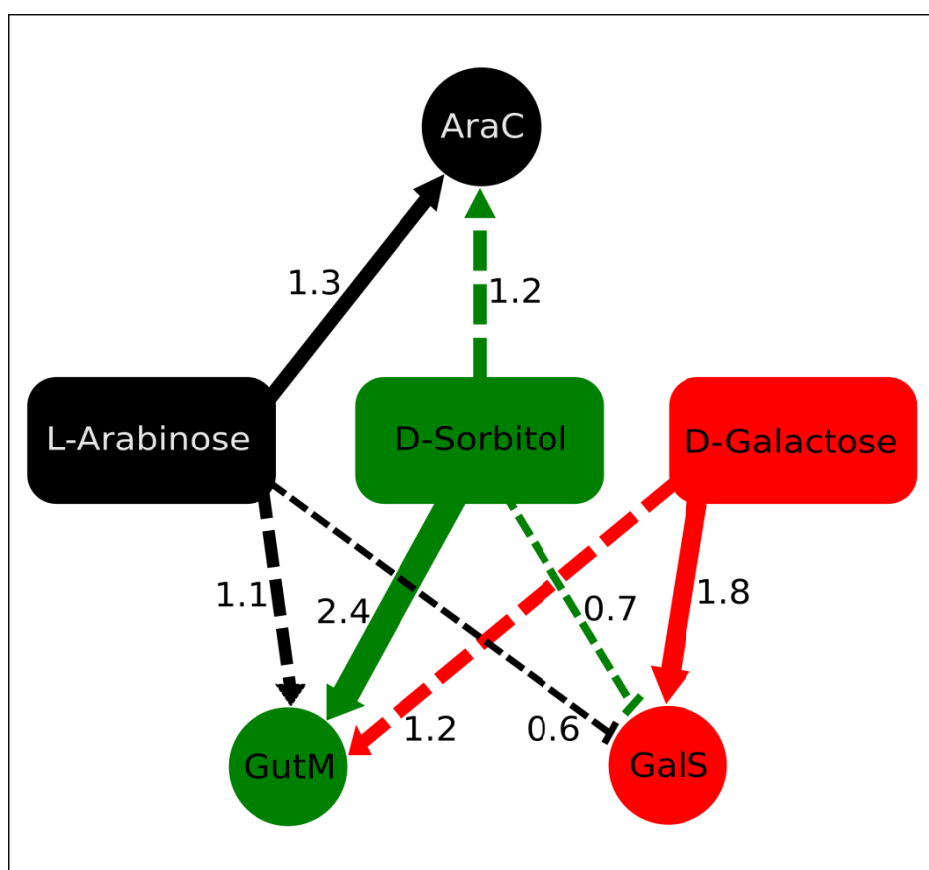 AraC
1.3
1.2
L-Arabinose
D-Sorbitol
D-Galactose
1.1
2.4
0.7
1.8
1.2
0.6
GutM
GalS